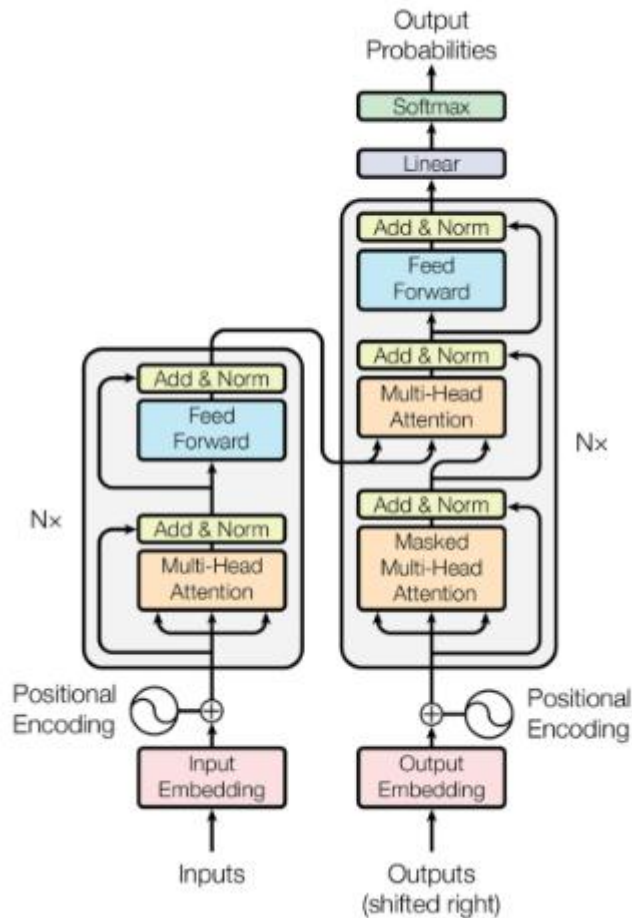 Output
Probabilities
Softmax
Linear
Add & Norm
Feed
Forward
Add & Norm
Multi-Head
Attention
Add & Norm
Masked
Multi-Head
Attention
Nx
Add & Norm
Feed
Forward
Add & Norm
Multi-Head
Attention
Nx
Positional
Encoding
Positional
Encoding
Input
Embedding
Output
Embedding
Inputs
Outputs
(shifted right)